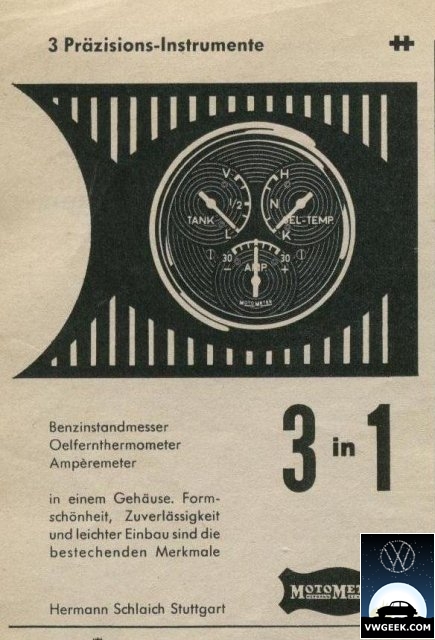 3 Präzisions-Instrumente
V
H
1/2
N
TANK
OEL-TEMP.
L
K
30
30
AMP.
−
+
MOTOMETER
3 in 1
Benzinstandmesser
Oelfernthermometer
Ampèremeter
in einem Gehäuse. Form-
schönheit, Zuverlässigkeit
und leichter Einbau sind die
bestechenden Merkmale
MOTOMET
Hermann Schlaich Stuttgart
VWGEEK.COM